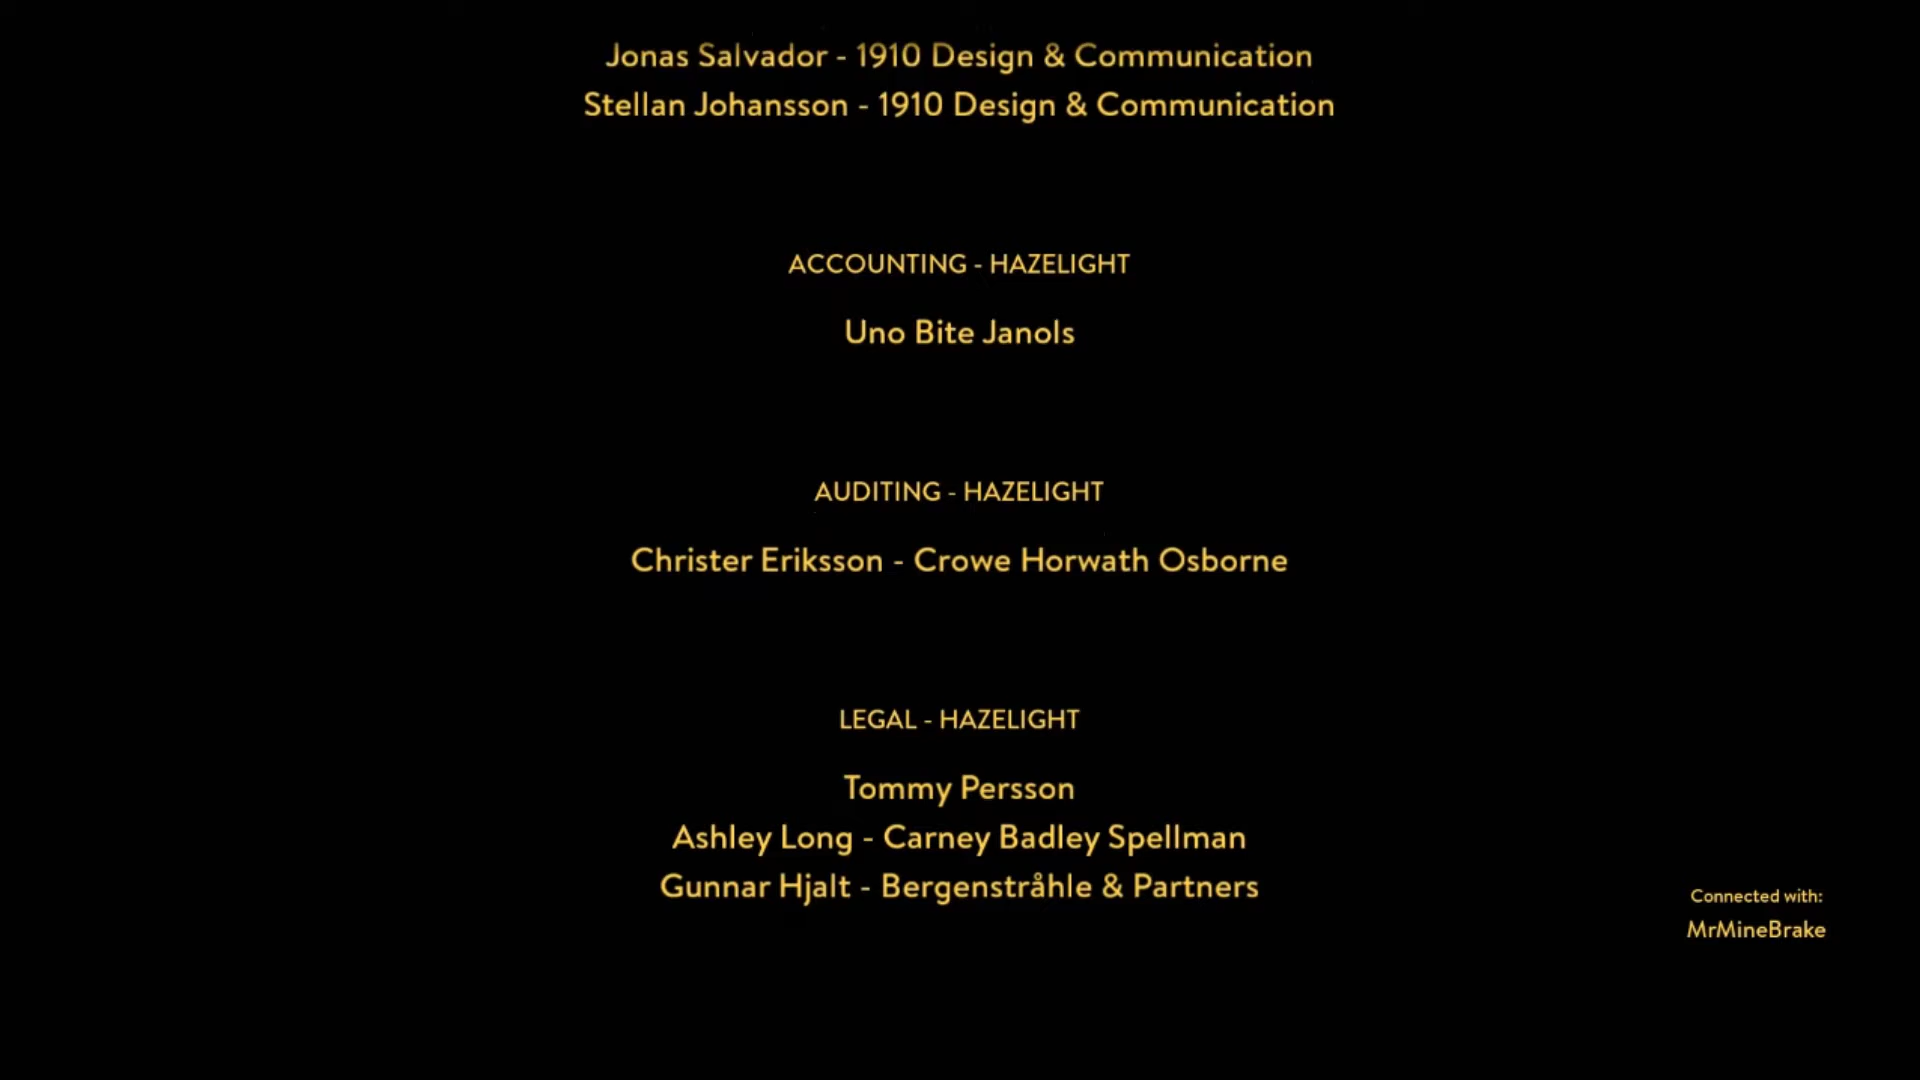 Jonas Salvador - 1910 Design & Communication
Stellan Johansson - 1910 Design & Communication
ACCOUNTING - HAZELIGHT
Uno Bite Janols
AUDITING - HAZELIGHT
Christer Eriksson - Crowe Horwath Osborne
LEGAL - HAZELIGHT
Tommy Persson
Ashley Long - Carney Badley Spellman
Gunnar Hjalt - Bergenstråhle & Partners
Connected with:
MrMineBrake